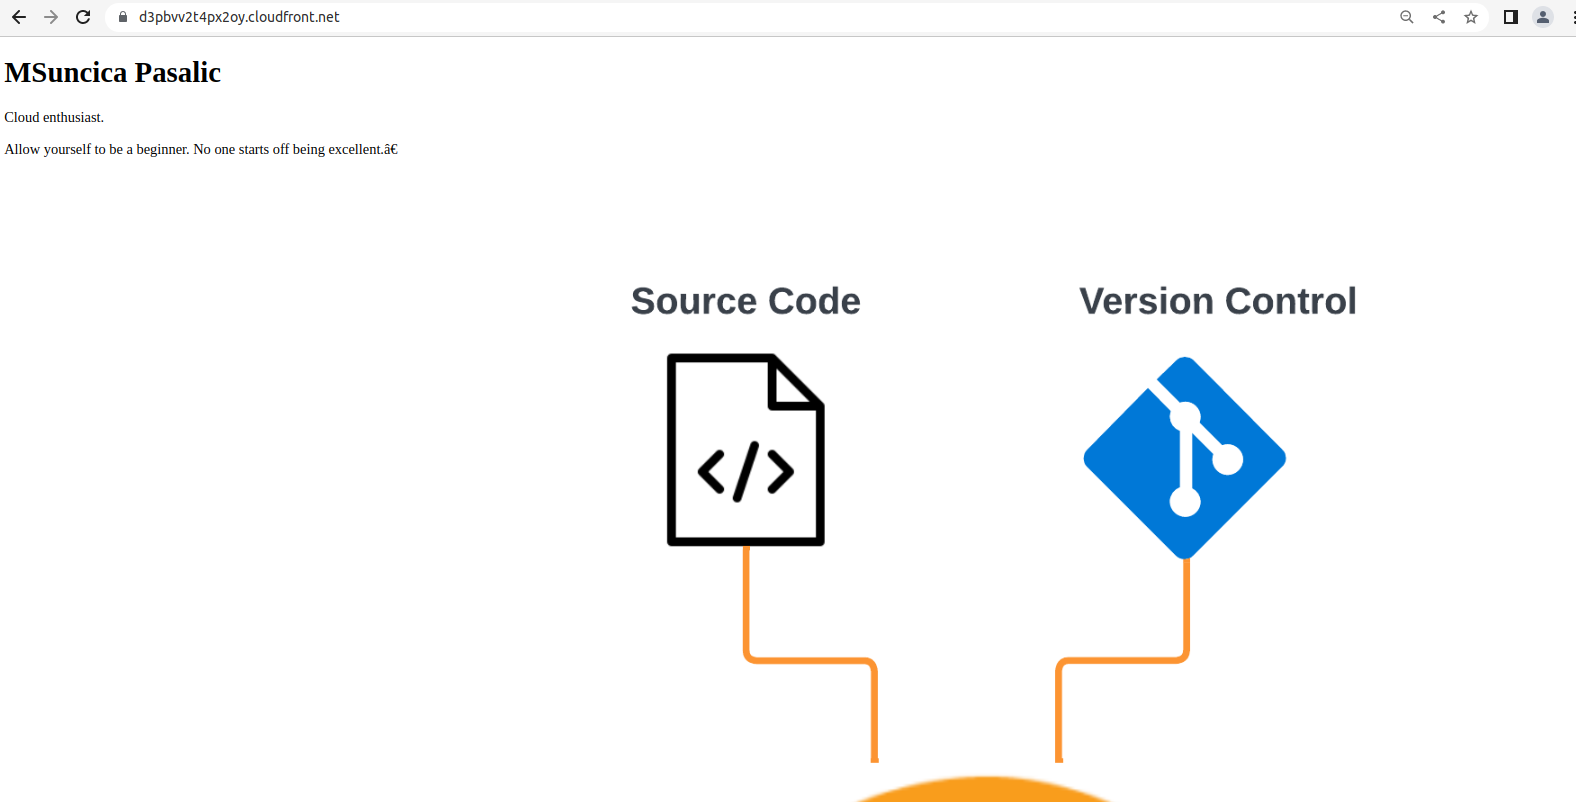 d3pbvv2t4px2oy.cloudfront.net
MSuncica Pasalic
Cloud enthusiast.
Allow yourself to be a beginner. No one starts off being excellent.â€
Source Code
Version Control
</>